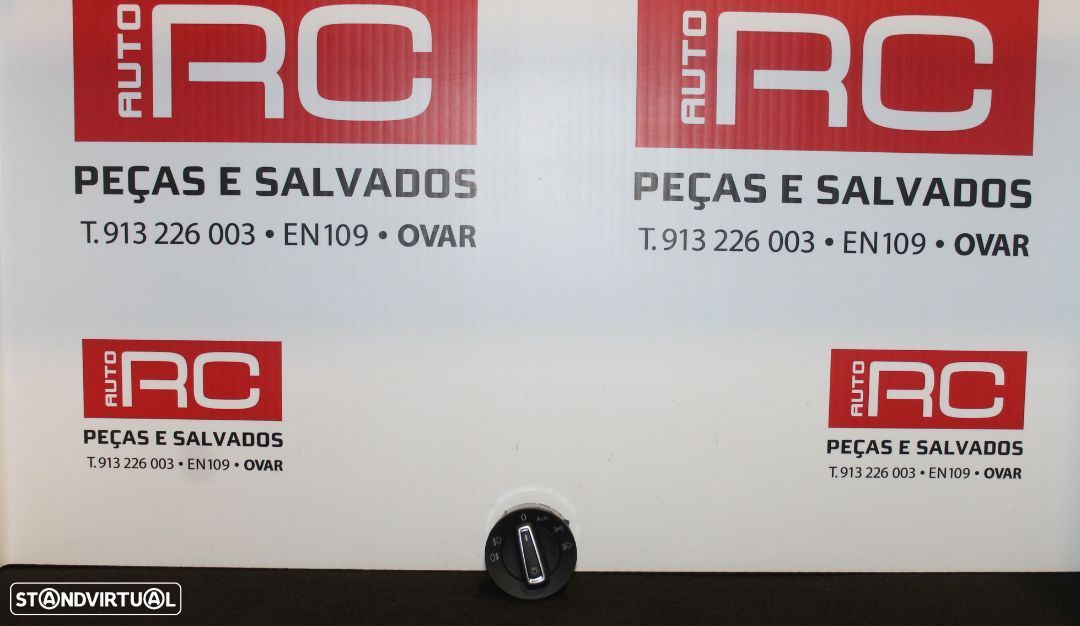 AUTO RC
PEÇAS E SALVADOS
T. 913 226 003 • EN109 • OVAR
AUTO RC
PEÇAS E SALVADOS
T. 913 226 003 • EN109 • OVAR
AUTO RC
PEÇAS E SALVADOS
T. 913 226 003 • EN109 • OVAR
AUTO RC
PEÇAS E SALVADOS
T. 913 226 003 • EN109 • OVAR
0
STANDVIRTUAL